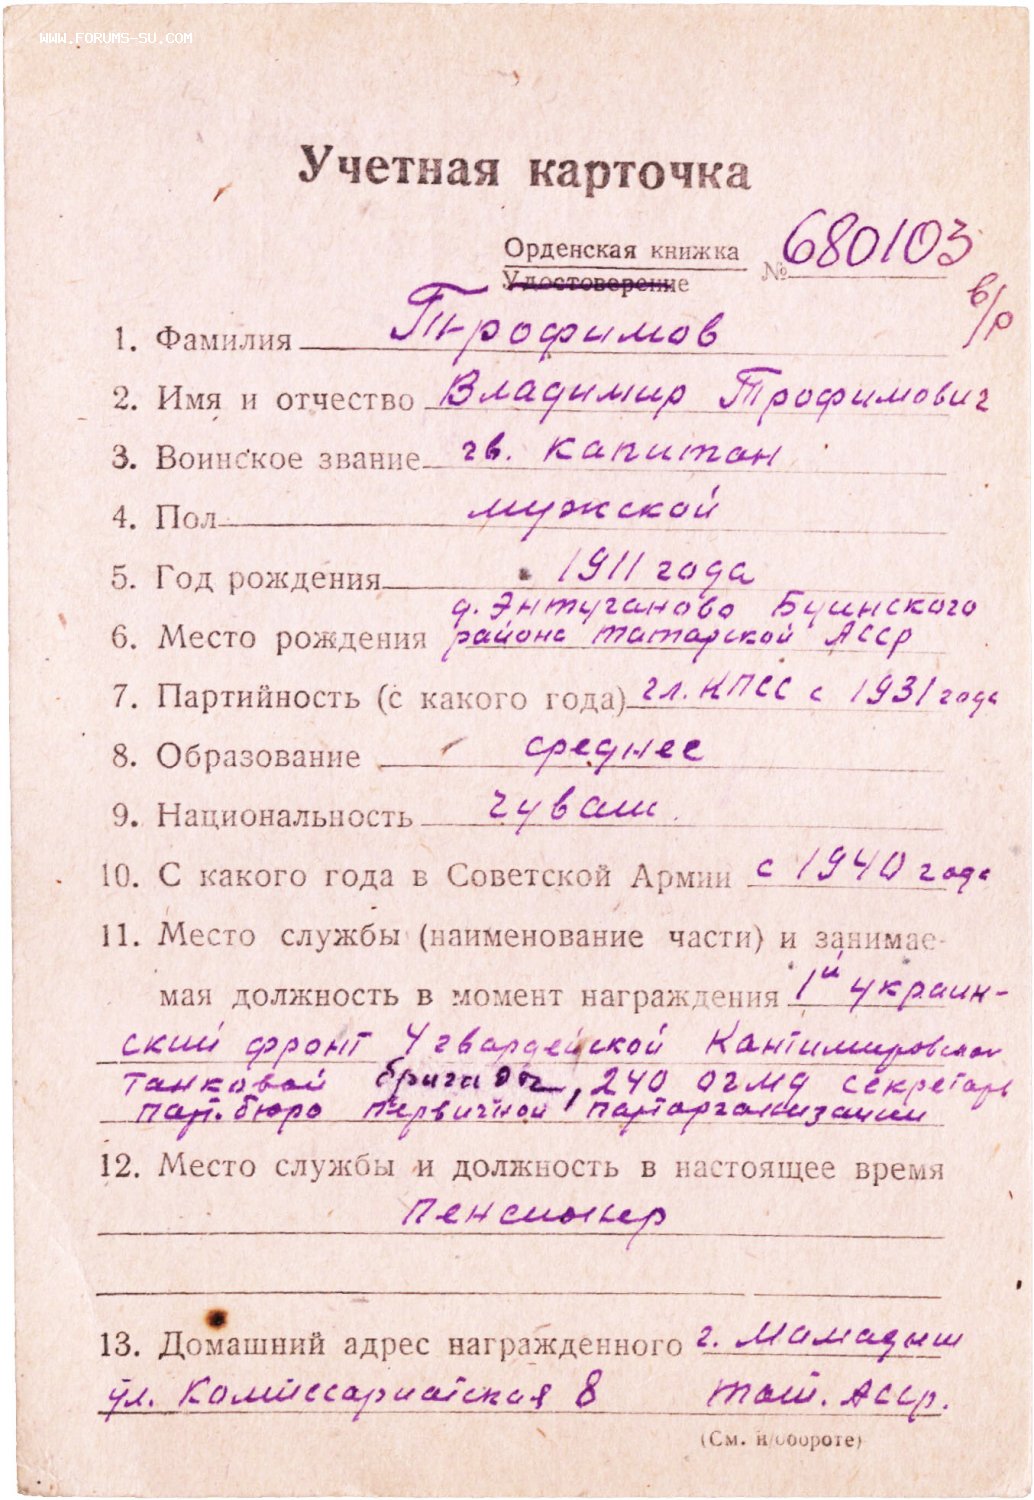 WWW.FORUMS-SU.COM
Учетная карточка
Орденская книжка № 680103
Удостоверение
в/р
1. Фамилия Трофимов
2. Имя и отчество Владимир Трофимович
3. Воинское звание гв. капитан
4. Пол мужской
5. Год рождения 1911 года
д. Энтуганово Буинского
6. Место рождения района татарской АССР
7. Партийность (с какого года) чл. КПСС с 1931 года
8. Образование среднее
9. Национальность чуваш
10. С какого года в Советской Армии с 1940 года
11. Место службы (наименование части) и занимае-
мая должность в момент награждения 1й украин-
ский фронт 4 гвардейской Кантимировской
танковой бригады, 240 огмд секретарь
парт. бюро первичной парторганизации
12. Место службы и должность в настоящее время
пенсионер
13. Домашний адрес награжденного г. Мамадыш
ул. Комиссариатская 8 тат. АССР.
(См. н/обороте)